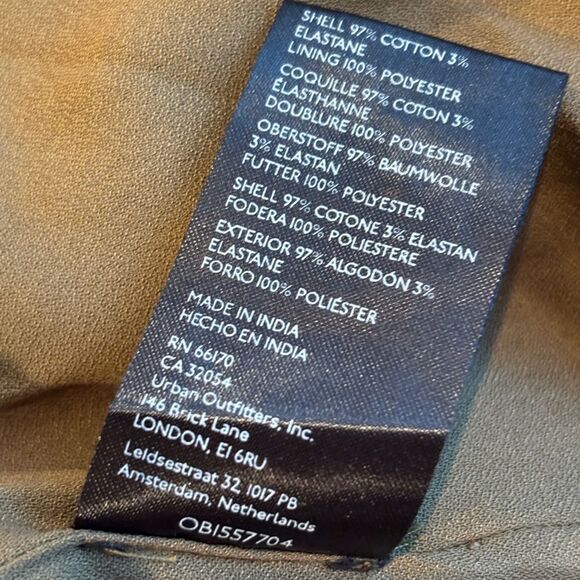 SHELL 97% COTTON 3%
ELASTANE
LINING 100% POLYESTER
COQUILLE 97% COTON 3%
ÉLASTHANNE
DOUBLURE 100% POLYESTER
OBERSTOFF 97% BAUMWOLLE
3% ELASTAN
FUTTER 100% POLYESTER
SHELL 97% COTONE 3% ELASTAN
FODERA 100% POLIESTERE
EXTERIOR 97% ALGODÓN 3%
ELASTANE
FORRO 100% POLIÉSTER
MADE IN INDIA
HECHO EN INDIA
RN 66170
CA 32054
Urban Outfitters, Inc.
146 Brick Lane
LONDON, E1 6RU
Leidsestraat 32, 1017 PB
Amsterdam, Netherlands
OB1557704